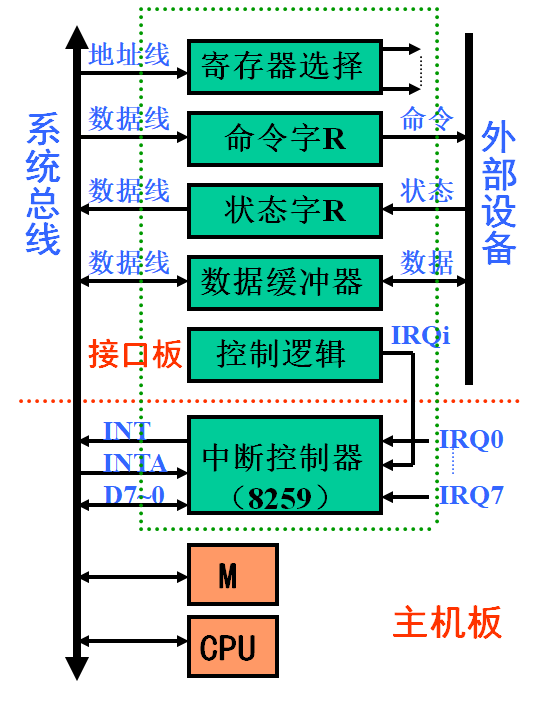 地址线
寄存器选择
数据线
命令字R
命令
数据线
状态字R
状态
数据线
数据缓冲器
数据
系统总线
外部设备
接口板
控制逻辑
IRQi
INT
INTA
D7~0
中断控制器
（8259）
IRQ0
IRQ7
M
CPU
主机板